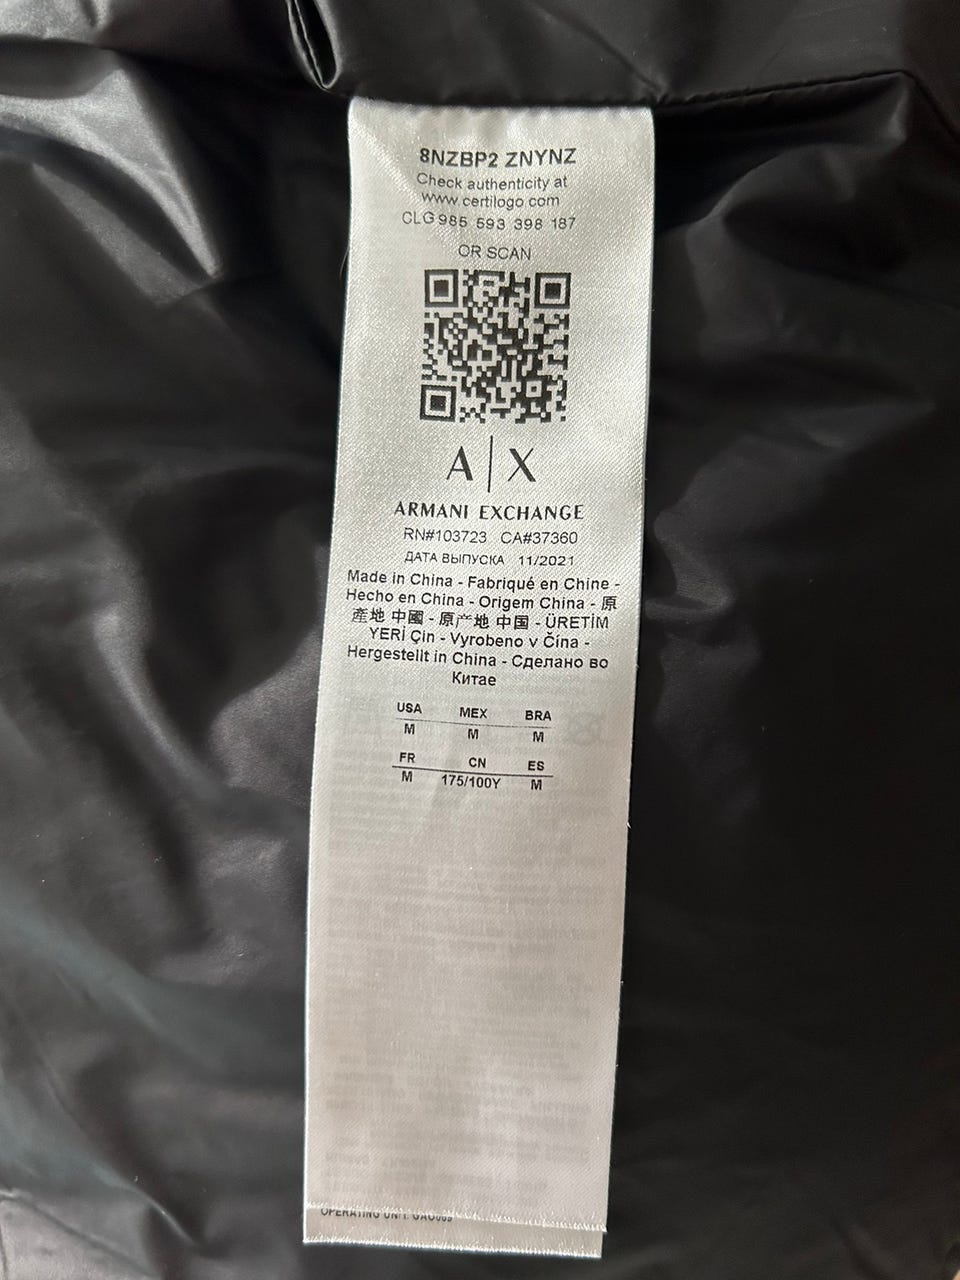 8NZBP2 ZNYNZ
Check authenticity at
www.certilogo.com
CLG 985 593 398 187
OR SCAN
A|X
ARMANI EXCHANGE
RN#103723 CA#37360
ДАТА ВЫПУСКА 11/2021
Made in China - Fabriqué en Chine -
Hecho en China - Origem China - 原
產地 中國 - 原产地 中国 - ÜRETİM
YERİ Çin - Vyrobeno v Čína -
Hergestellt in China - Сделано во
Китае
USA MEX BRA
M M M
FR CN ES
M 175/100Y M
OPERATING UNIT